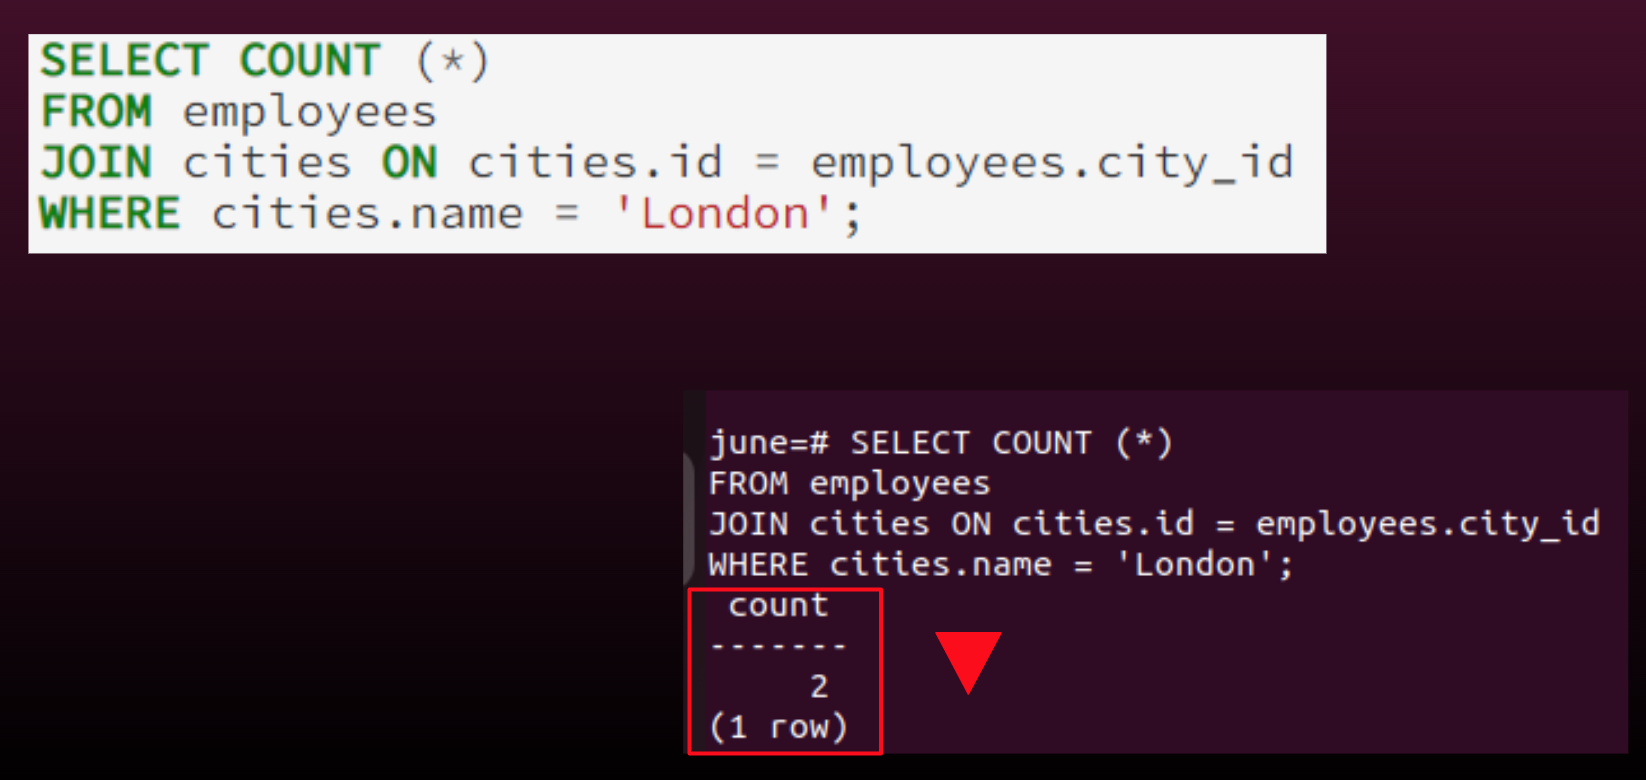 SELECT COUNT (*)
FROM employees
JOIN cities ON cities.id = employees.city_id
WHERE cities.name = 'London';
june=# SELECT COUNT (*)
FROM employees
JOIN cities ON cities.id = employees.city_id
WHERE cities.name = 'London';
count
-------
2
(1 row)